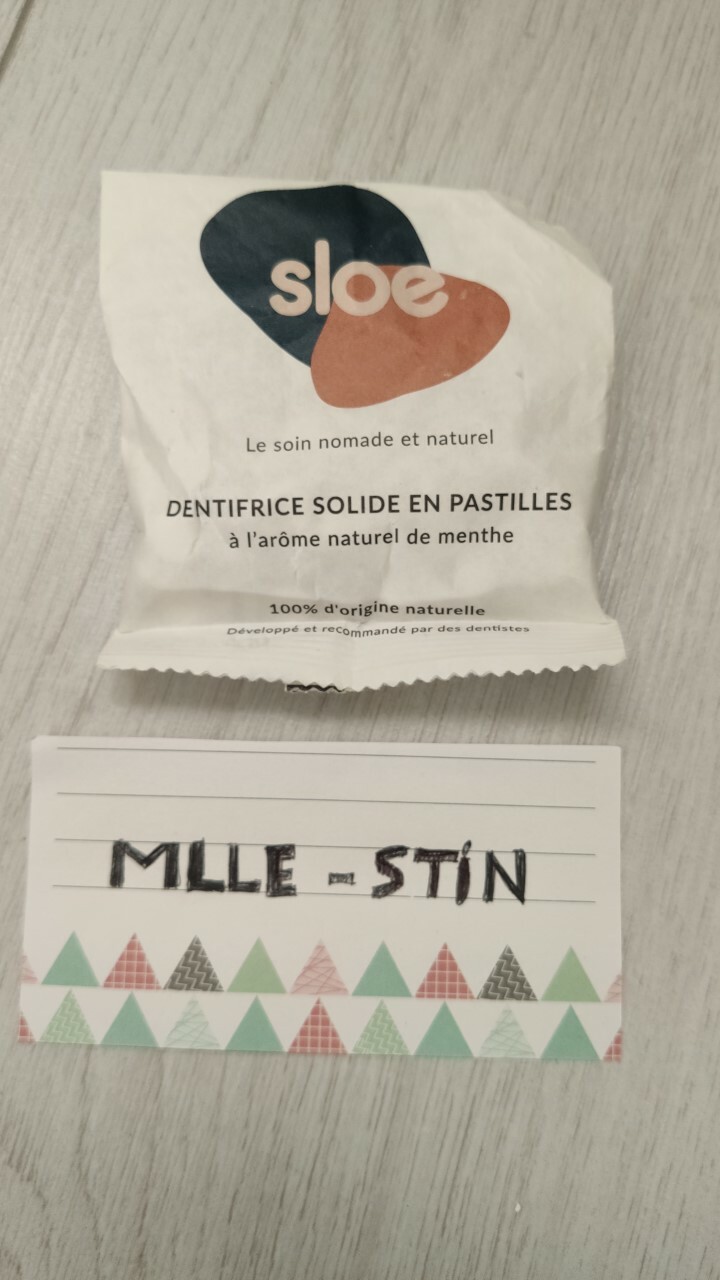 sloe
Le soin nomade et naturel
DENTIFRICE SOLIDE EN PASTILLES
à l'arôme naturel de menthe
100% d'origine naturelle
Développé et recommandé par des dentistes
MLLE - STiN